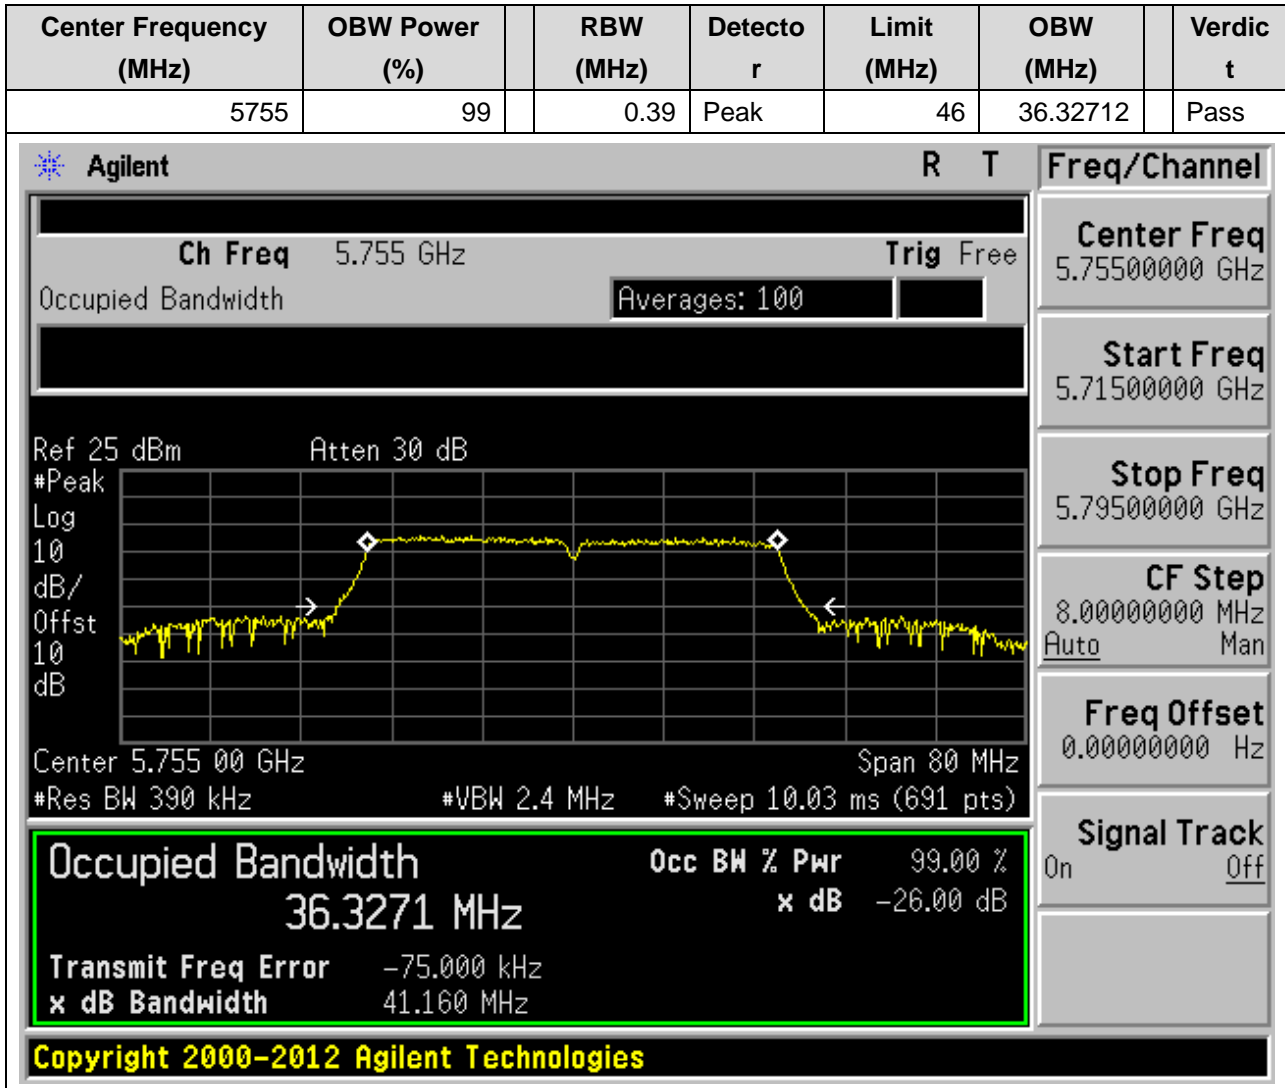 Center Frequency (MHz) OBW Power (%) RBW (MHz) Detecto r Limit (MHz) OBW (MHz) Verdic t
5755 99 0.39 Peak 46 36.32712 Pass
Agilent R T Freq/Channel
Ch Freq 5.755 GHz Trig Free
Occupied Bandwidth Averages: 100
Center Freq
5.75500000 GHz
Start Freq
5.71500000 GHz
Stop Freq
5.79500000 GHz
CF Step
8.00000000 MHz
Auto Man
Freq Offset
0.00000000 Hz
Signal Track
On Off
Ref 25 dBm Atten 30 dB
#Peak
Log
10
dB/
Offst
10
dB
Center 5.755 00 GHz Span 80 MHz
#Res BW 390 kHz #VBW 2.4 MHz #Sweep 10.03 ms (691 pts)
Occupied Bandwidth
36.3271 MHz
Occ BW % Pwr 99.00 %
x dB -26.00 dB
Transmit Freq Error -75.000 kHz
x dB Bandwidth 41.160 MHz
Copyright 2000-2012 Agilent Technologies